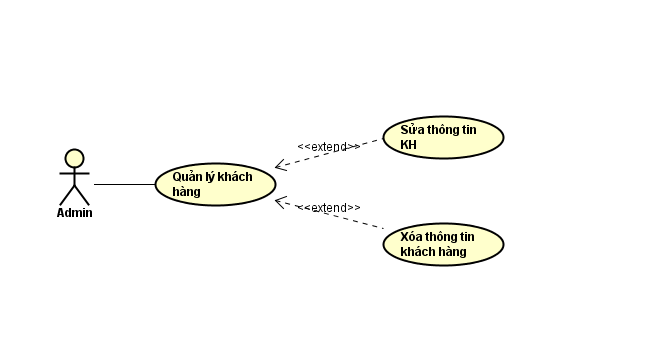 Sửa thông tin
KH
<<extend>>
Quản lý khách
hàng
Admin
<<extend>>
Xóa thông tin
khách hàng